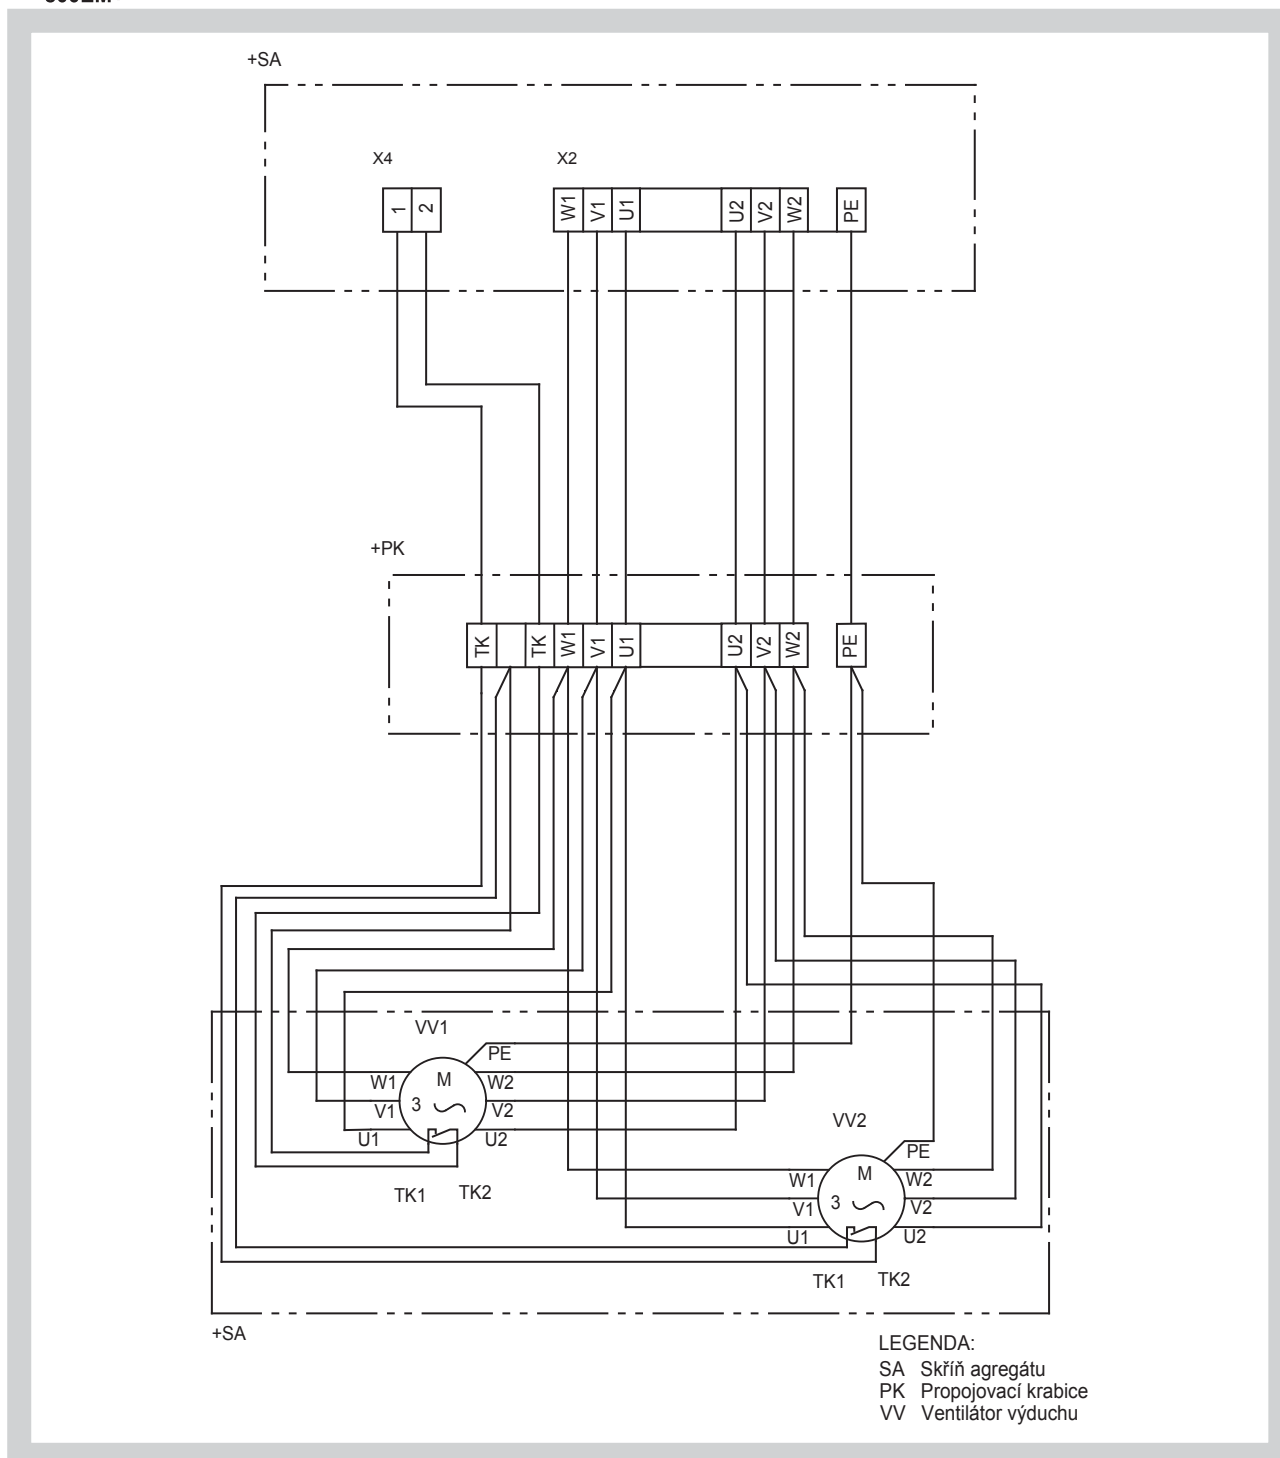 +SA
X4 X2
1 2 W1 V1 U1 U2 V2 W2 PE
+PK
TK TK W1 V1 U1 U2 V2 W2 PE
VV1
PE
M
W1 W2
3
V1 V2
U1 U2
TK1 TK2
VV2
PE
M
W1 W2
3
V1 V2
U1 U2
TK1 TK2
+SA
LEGENDA:
SA Skříň agregátu
PK Propojovací krabice
VV Ventilátor výduchu